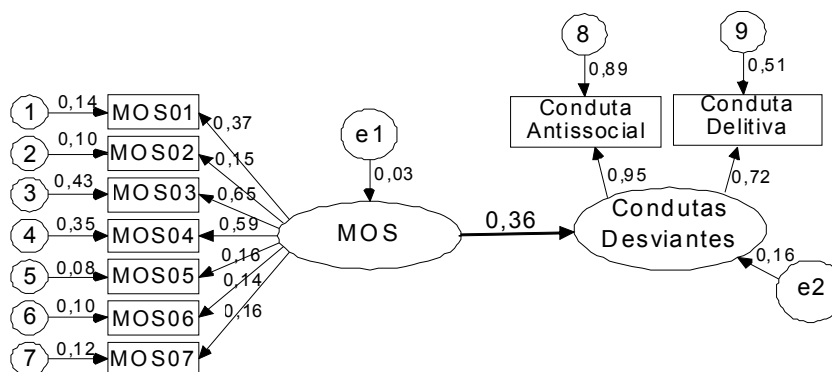 8
9
0,89
0,51
1
0,14
MOS01
0,37
Conduta
Antissocial
Conduta
Delitiva
2
0,10
MOS02
0,15
e1
3
0,43
MOS03
0,65
0,03
0,95
0,72
4
0,35
MOS04
0,59
MOS
0,36
Condutas
Desviantes
5
0,08
MOS05
0,16
0,16
e2
6
0,10
MOS06
0,14
7
0,12
MOS07
0,16